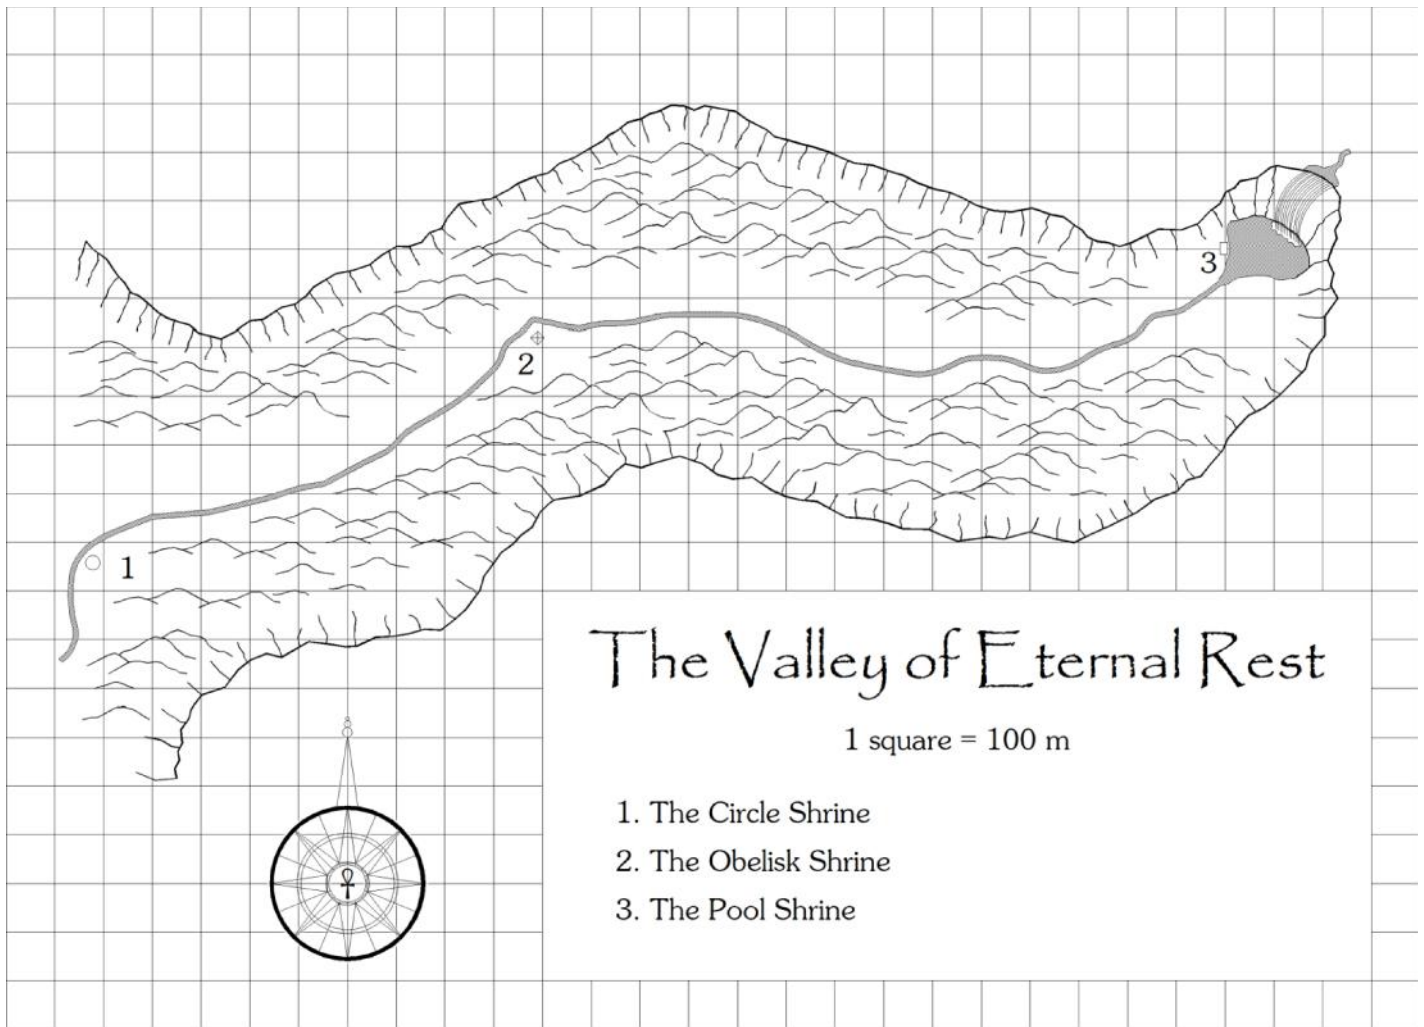 3
2
1
The Valley of Eternal Rest
1 square = 100 m
1. The Circle Shrine
2. The Obelisk Shrine
3. The Pool Shrine